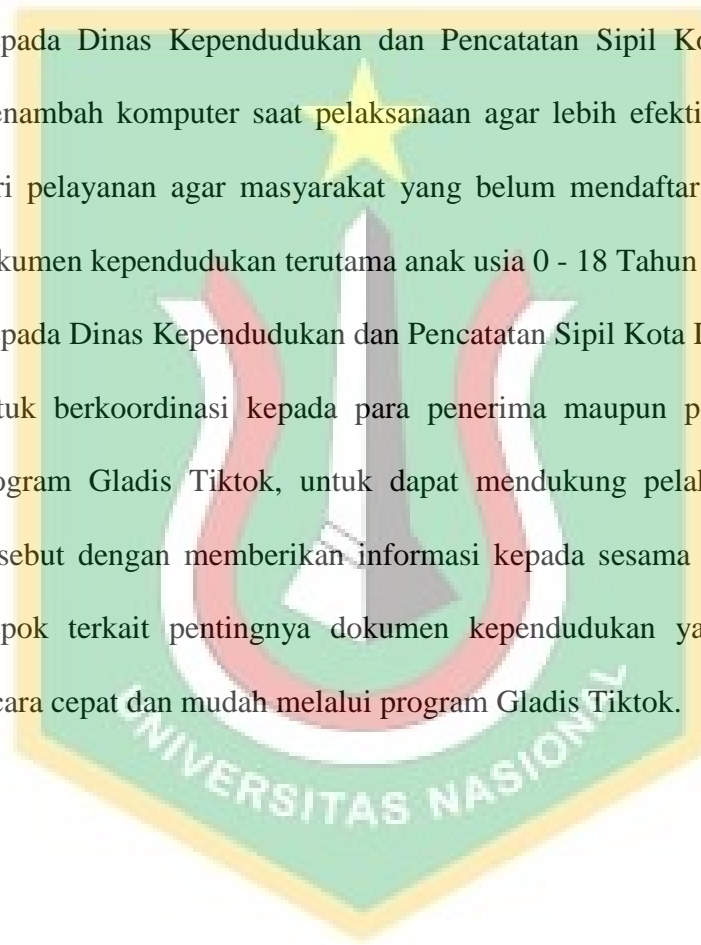 pada Dinas Kependudukan dan Pencatatan Sipil Ko
nambah komputer saat pelaksanaan agar lebih efekti
ri pelayanan agar masyarakat yang belum mendaftar
kumen kependudukan terutama anak usia 0 - 18 Tahun
pada Dinas Kependudukan dan Pencatatan Sipil Kota
tuk berkoordinasi kepada para penerima maupun p
ogram Gladis Tiktok, untuk dapat mendukung pela
sebut dengan memberikan informasi kepada sesama
pok terkait pentingnya dokumen kependudukan ya
cara cepat dan mudah melalui program Gladis Tiktok.
UNIVERSITAS NASIONAL